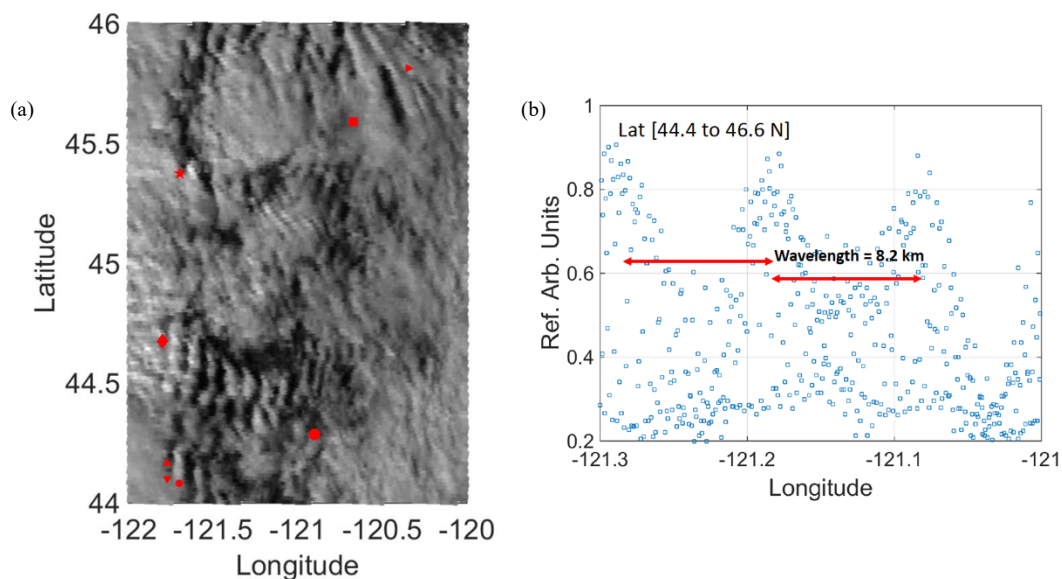 (a)
46
45.5
45
44.5
44
Latitude
-122 -121.5 -121 -120.5 -120
Longitude
(b)
1
0.8
0.6
0.4
0.2
Ref. Arb. Units
Lat [44.4 to 46.6 N]
Wavelength = 8.2 km
-121.3 -121.2 -121.1 -121
Longitude